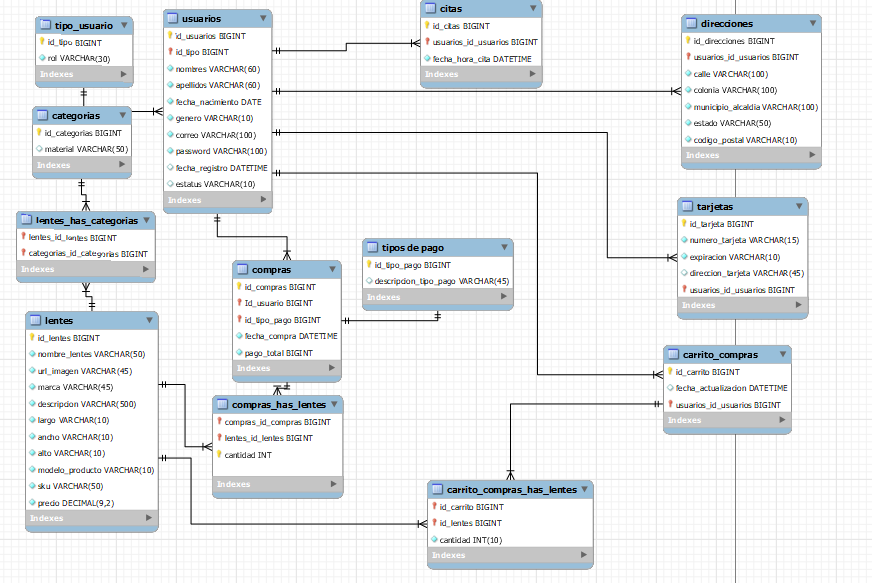 tipo_usuario
id_tipo BIGINT
rol VARCHAR(30)
Indexes
usuarios
id_usuarios BIGINT
id_tipo BIGINT
nombres VARCHAR(60)
apellidos VARCHAR(60)
fecha_nacimiento DATE
genero VARCHAR(10)
correo VARCHAR(100)
password VARCHAR(100)
fecha_registro DATETIME
estatus VARCHAR(10)
Indexes
citas
id_citas BIGINT
usuarios_id_usuarios BIGINT
fecha_hora_cita DATETIME
Indexes
direcciones
id_direcciones BIGINT
usuarios_id_usuarios BIGINT
calle VARCHAR(100)
colonia VARCHAR(100)
municipio_alcaldia VARCHAR(100)
estado VARCHAR(50)
codigo_postal VARCHAR(10)
Indexes
categorias
id_categorias BIGINT
material VARCHAR(50)
Indexes
lentes_has_categorias
lentes_id_lentes BIGINT
categorias_id_categorias BIGINT
Indexes
tarjetas
id_tarjeta BIGINT
numero_tarjeta VARCHAR(15)
expiracion VARCHAR(10)
direccion_tarjeta VARCHAR(45)
usuarios_id_usuarios BIGINT
Indexes
tipos de pago
id_tipo_pago BIGINT
descripcion_tipo_pago VARCHAR(45)
Indexes
compras
id_compras BIGINT
Id_usuario BIGINT
id_tipo_pago BIGINT
fecha_compra DATETIME
pago_total BIGINT
Indexes
lentes
id_lentes BIGINT
nombre_lentes VARCHAR(50)
url_imagen VARCHAR(45)
marca VARCHAR(45)
descripcion VARCHAR(500)
largo VARCHAR(10)
ancho VARCHAR(10)
alto VARCHAR(10)
modelo_producto VARCHAR(10)
sku VARCHAR(50)
precio DECIMAL(9,2)
Indexes
carrito_compras
id_carrito BIGINT
fecha_actualizacion DATETIME
usuarios_id_usuarios BIGINT
Indexes
compras_has_lentes
compras_id_compras BIGINT
lentes_id_lentes BIGINT
cantidad INT
Indexes
carrito_compras_has_lentes
id_carrito BIGINT
id_lentes BIGINT
cantidad INT(10)
Indexes